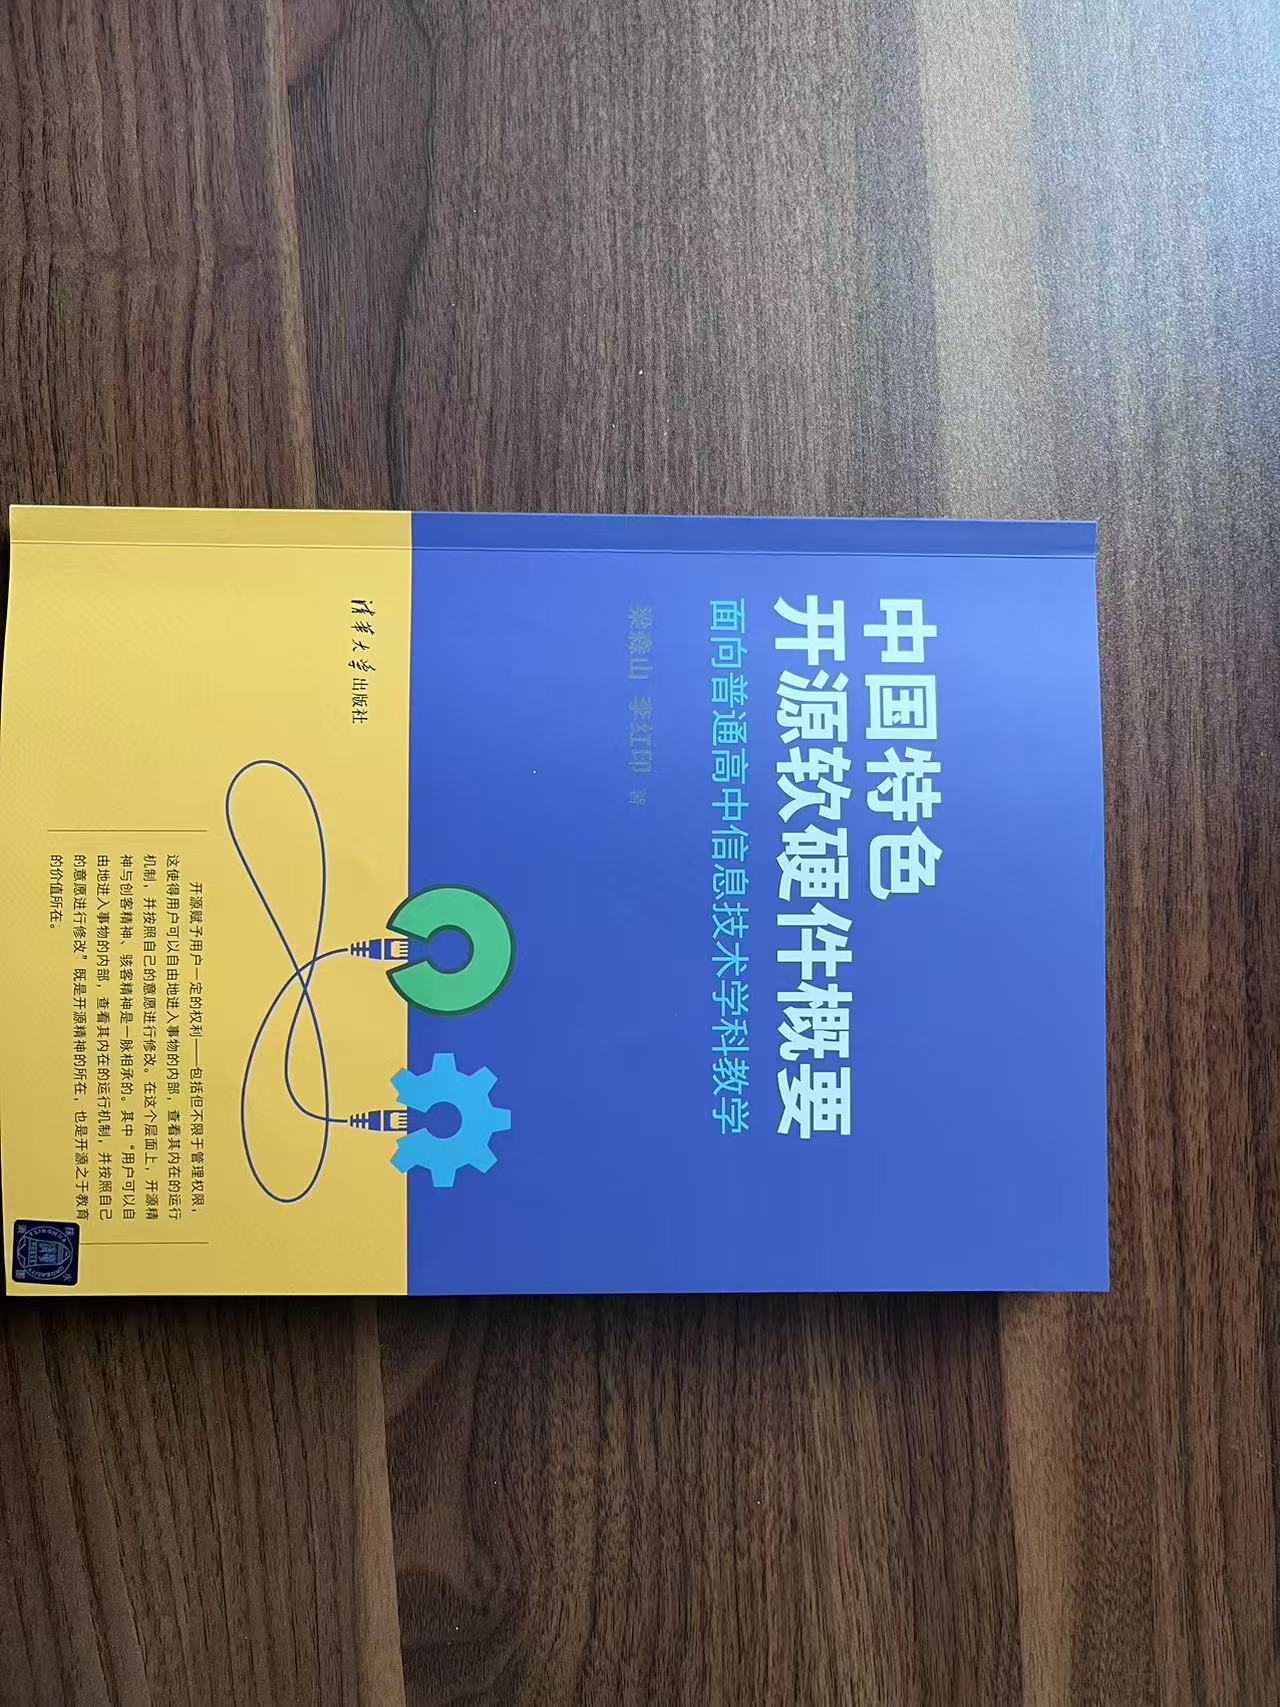 中国特色
开源软硬件概要
面向普通高中信息技术学科教学
梁森山 李红印 著
清华大学出版社
开源赋予用户一定的权利——包括但不限于管理权限，
这使得用户可以自由地进入事物的内部，查看其内在的运行
机制，并按照自己的意愿进行修改。在这个层面上，开源精
神与创客精神、骇客精神是一脉相承的。其中“用户可以自
由地进入事物的内部，查看其内在的运行机制，并按照自己
的意愿进行修改”既是开源精神的所在，也是开源之于教育
的价值所在。